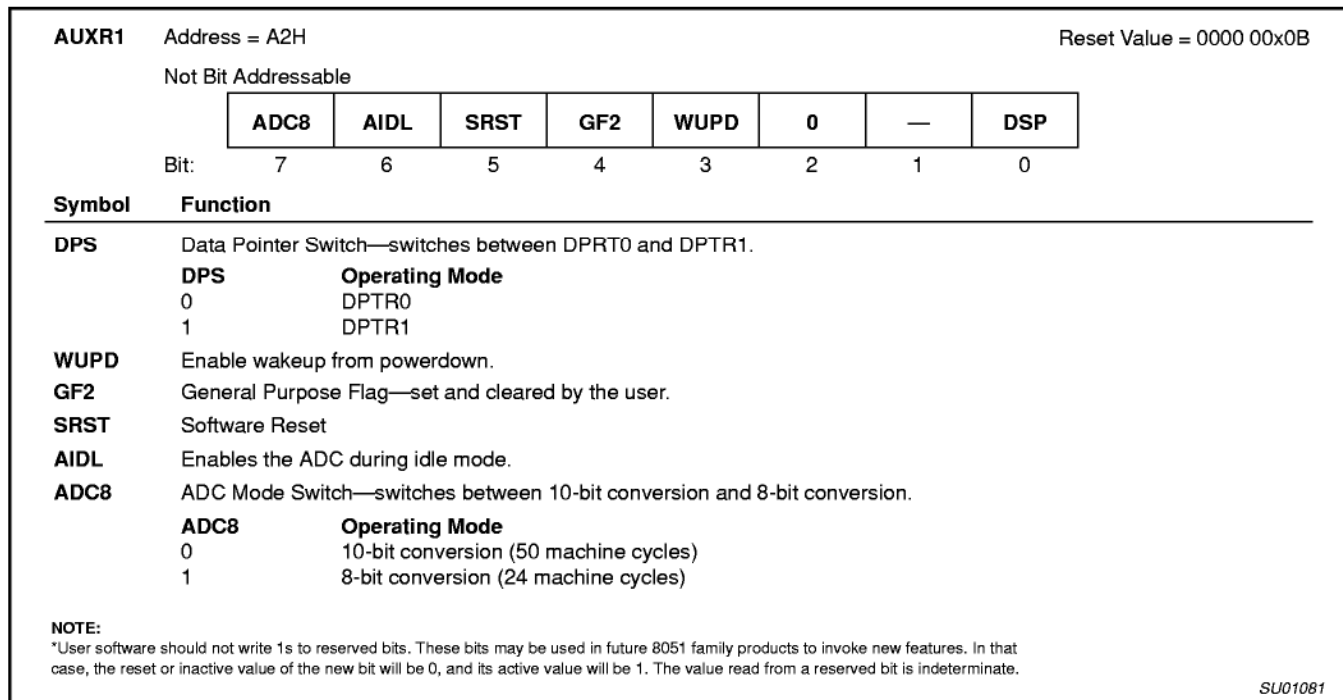 AUXR1 Address = A2H Reset Value = 0000 00x0B
Not Bit Addressable
ADC8 AIDL SRST GF2 WUPD 0 — DSP
Bit: 7 6 5 4 3 2 1 0
Symbol Function
DPS Data Pointer Switch—switches between DPRT0 and DPTR1.
DPS Operating Mode
0 DPTR0
1 DPTR1
WUPD Enable wakeup from powerdown.
GF2 General Purpose Flag—set and cleared by the user.
SRST Software Reset
AIDL Enables the ADC during idle mode.
ADC8 ADC Mode Switch—switches between 10-bit conversion and 8-bit conversion.
ADC8 Operating Mode
0 10-bit conversion (50 machine cycles)
1 8-bit conversion (24 machine cycles)
NOTE:
*User software should not write 1s to reserved bits. These bits may be used in future 8051 family products to invoke new features. In that
case, the reset or inactive value of the new bit will be 0, and its active value will be 1. The value read from a reserved bit is indeterminate.
SU01081